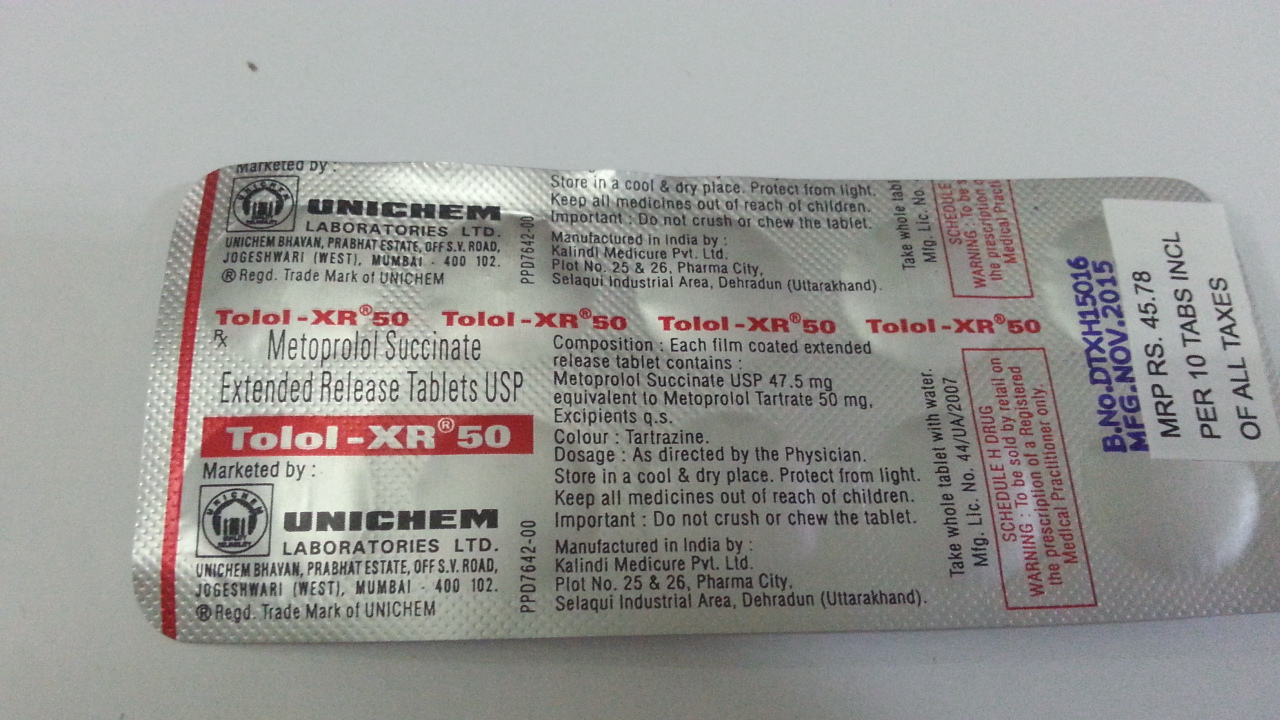 Marketed by :
UNICHEM
LABORATORIES LTD.
UNICHEM BHAVAN, PRABHAT ESTATE, OFF S.V. ROAD,
JOGESHWARI (WEST), MUMBAI - 400 102.
® Regd. Trade Mark of UNICHEM
PPD7642-00
Store in a cool & dry place. Protect from light.
Keep all medicines out of reach of children.
Important : Do not crush or chew the tablet.
Manufactured in India by :
Kalindi Medicure Pvt. Ltd.
Plot No. 25 & 26, Pharma City,
Selaqui Industrial Area, Dehradun (Uttarakhand).
Take whole
Mfg. Lic. No.
SCHEDULE
WARNING : To be
the prescription
Medical
Tolol-XR®50 Tolol-XR®50 Tolol-XR®50 Tolol-XR®50
Rx
Metoprolol Succinate
Extended Release Tablets USP
Tolol-XR®50
Marketed by :
UNICHEM
LABORATORIES LTD.
UNICHEM BHAVAN, PRABHAT ESTATE, OFF S.V. ROAD,
JOGESHWARI (WEST), MUMBAI - 400 102.
® Regd. Trade Mark of UNICHEM
PPD7642-00
Composition : Each film coated extended
release tablet contains :
Metoprolol Succinate USP 47.5 mg
equivalent to Metoprolol Tartrate 50 mg,
Excipients q.s.
Colour : Tartrazine.
Dosage : As directed by the Physician.
Store in a cool & dry place. Protect from light.
Keep all medicines out of reach of children.
Important : Do not crush or chew the tablet.
Manufactured in India by :
Kalindi Medicure Pvt. Ltd.
Plot No. 25 & 26, Pharma City,
Selaqui Industrial Area, Dehradun (Uttarakhand).
Take whole tablet with water.
Mfg. Lic. No. 44/UA/2007
SCHEDULE H DRUG
WARNING : To be sold by retail on
the prescription of a Registered
Medical Practitioner only.
B.No.DTXH15016
MFG.NOV.2015
MRP RS. 45.78
PER 10 TABS INCL
OF ALL TAXES